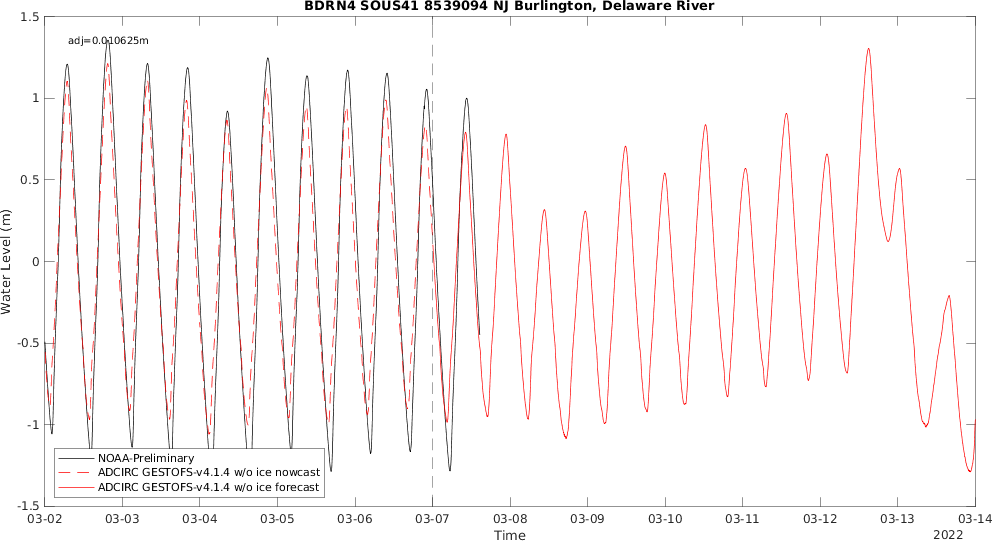 BDRN4 SOUS41 8539094 NJ Burlington, Delaware River
adj=0.010625m
1.5
1
0.5
0
-0.5
-1
-1.5
Water Level (m)
NOAA-Preliminary
ADCIRC GESTOFS-v4.1.4 w/o ice nowcast
ADCIRC GESTOFS-v4.1.4 w/o ice forecast
03-02 03-03 03-04 03-05 03-06 03-07 03-08 03-09 03-10 03-11 03-12 03-13 03-14
Time
2022